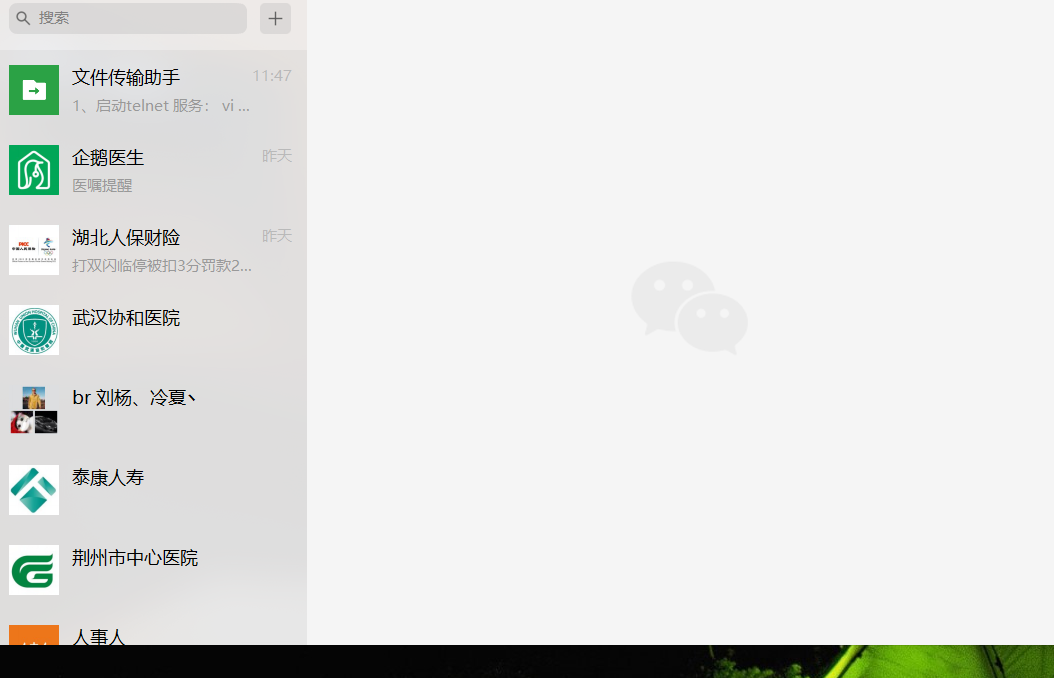 搜索
文件传输助手
11:47
1、启动telnet 服务： vi ...
企鹅医生
昨天
医嘱提醒
湖北人保财险
昨天
打双闪临停被扣3分罚款2...
PICC
武汉协和医院
br 刘杨、冷夏丶
泰康人寿
荆州市中心医院
人事人